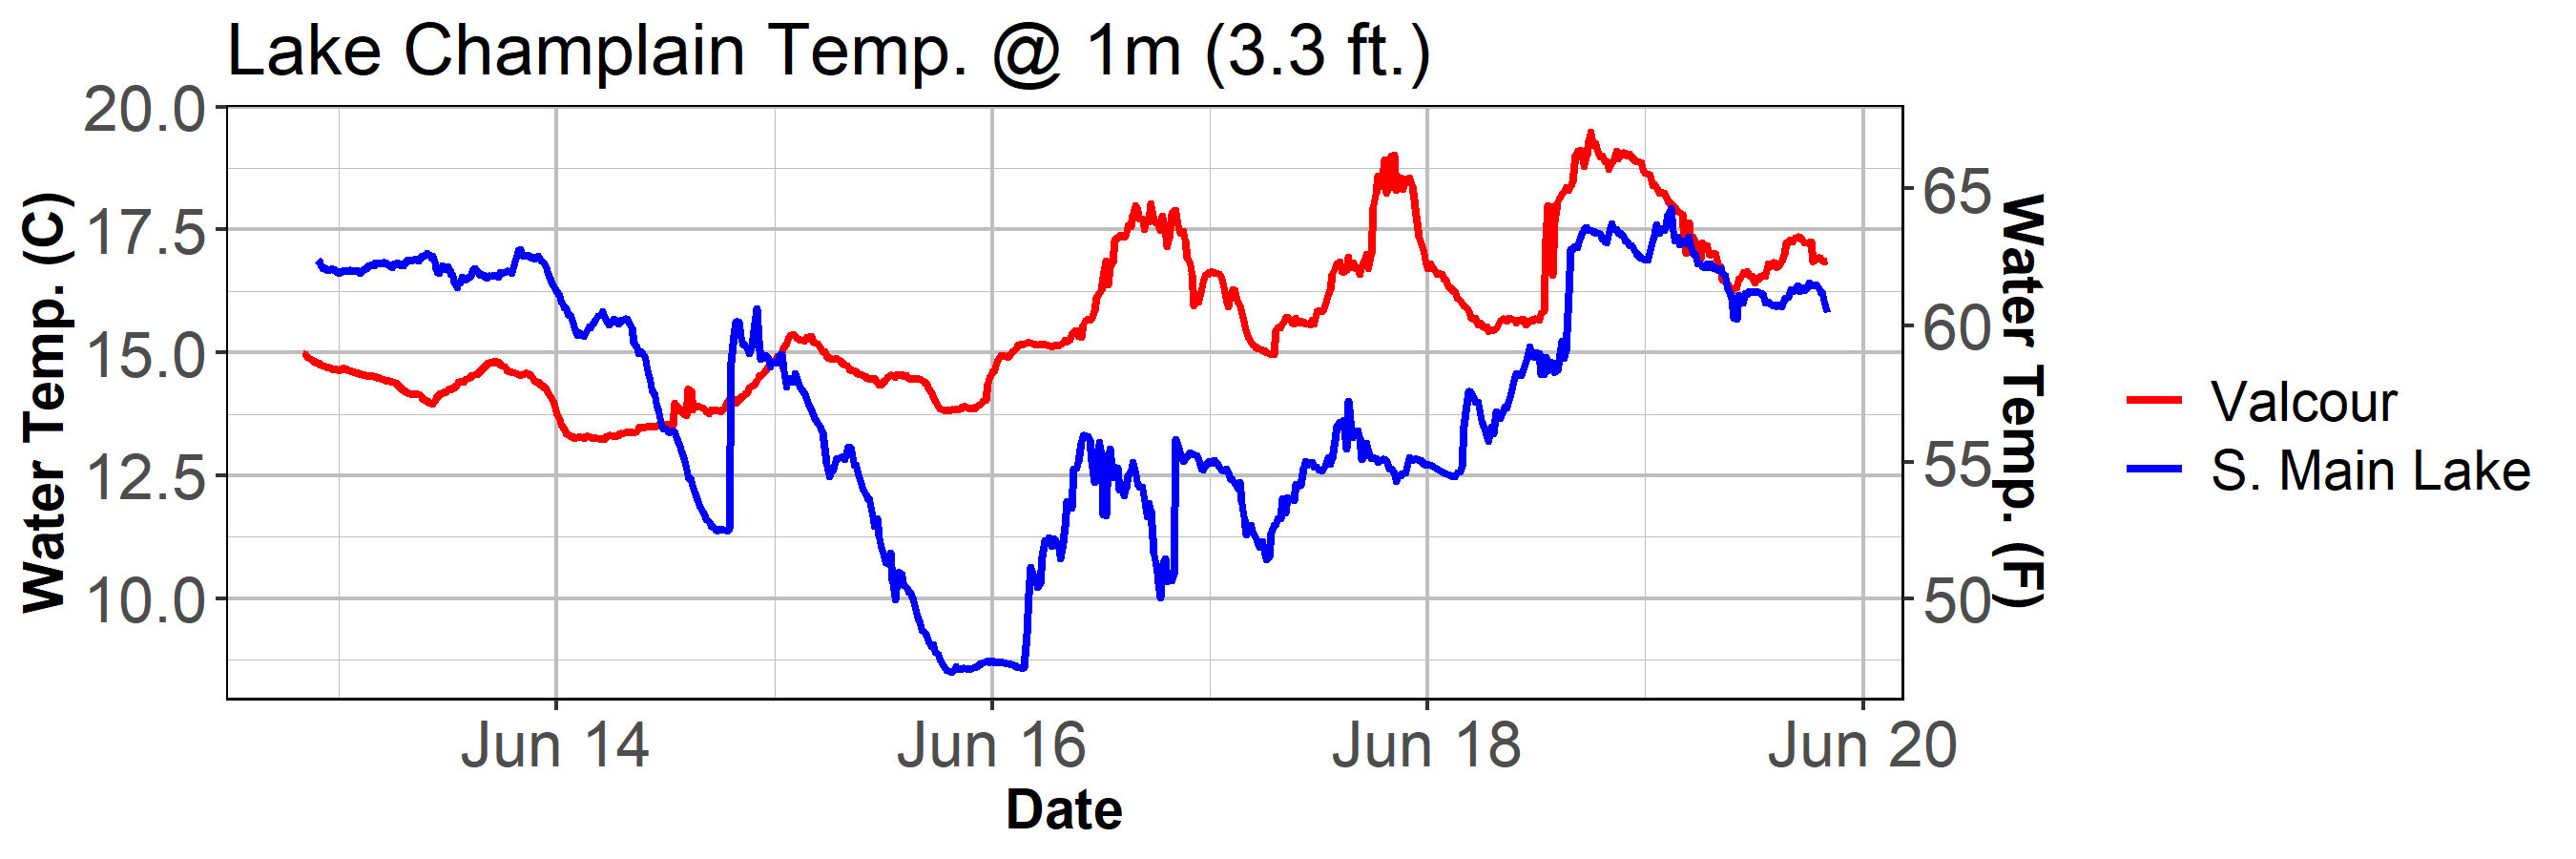 Lake Champlain Temp. @ 1m (3.3 ft.)
Water Temp. (C)
20.0
17.5
15.0
12.5
10.0
65
60
55
50
Water Temp. (F)
Jun 14
Jun 16
Jun 18
Jun 20
Date
Valcour
S. Main Lake